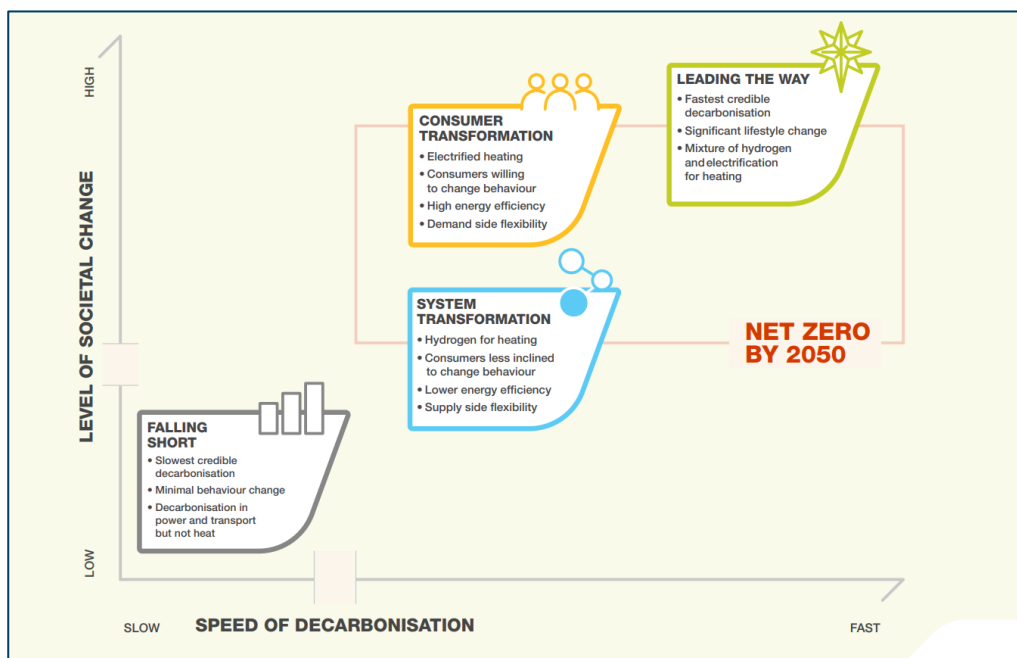 HIGH
LEVEL OF SOCIETAL CHANGE
LOW
CONSUMER
TRANSFORMATION
• Electrified heating
• Consumers willing
to change behaviour
• High energy efficiency
• Demand side flexibility
LEADING THE WAY
• Fastest credible
decarbonisation
• Significant lifestyle change
• Mixture of hydrogen
and electrification
for heating
SYSTEM
TRANSFORMATION
• Hydrogen for heating
• Consumers less inclined
to change behaviour
• Lower energy efficiency
• Supply side flexibility
NET ZERO
BY 2050
FALLING
SHORT
• Slowest credible
decarbonisation
• Minimal behaviour change
• Decarbonisation in
power and transport
but not heat
SLOW
SPEED OF DECARBONISATION
FAST